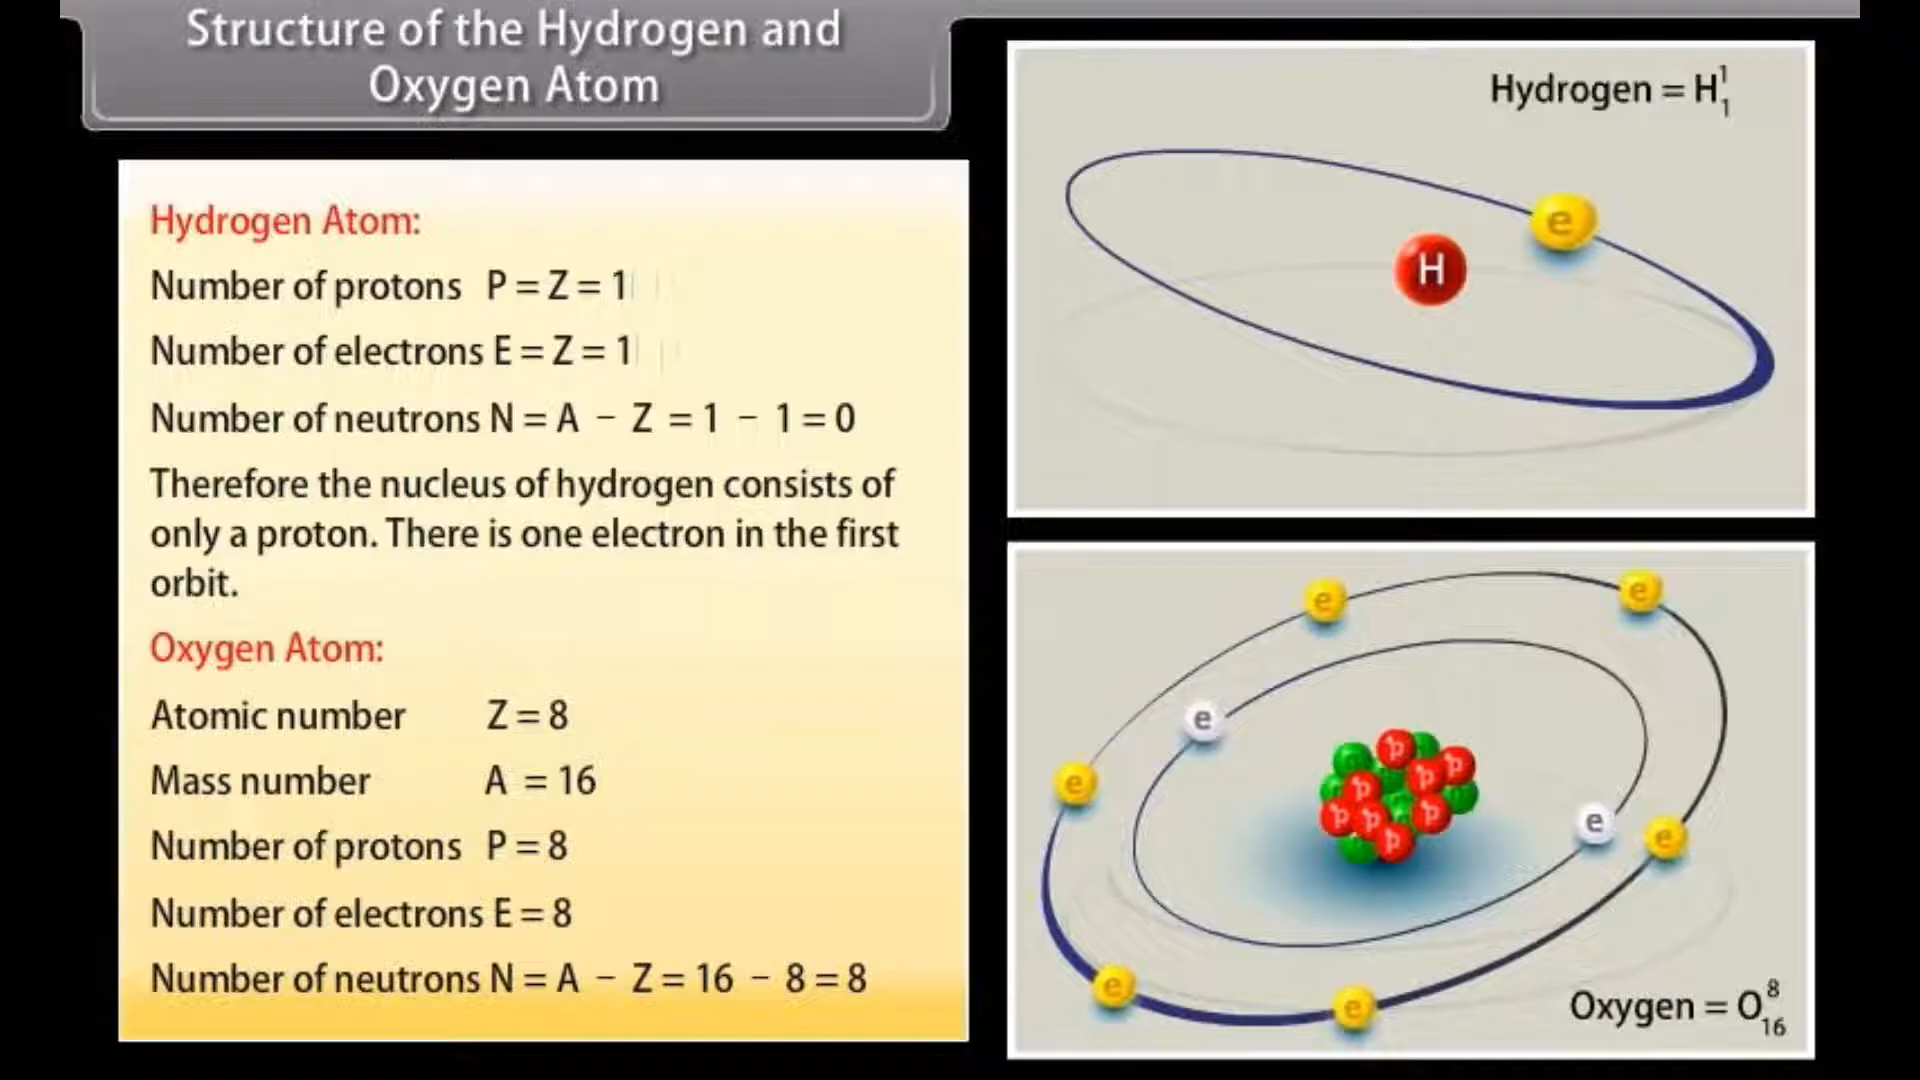 Structure of the Hydrogen and
Oxygen Atom
Hydrogen Atom:
Number of protons P = Z = 1
Number of electrons E = Z = 1
Number of neutrons N = A − Z = 1 − 1 = 0
Therefore the nucleus of hydrogen consists of
only a proton. There is one electron in the first
orbit.
Oxygen Atom:
Atomic number Z = 8
Mass number A = 16
Number of protons P = 8
Number of electrons E = 8
Number of neutrons N = A − Z = 16 − 8 = 8
Hydrogen = H¹₁
e
H
e
e
e
e
p
p
p
p
p
p
p
p
e
e
e
e
Oxygen = O⁸₁₆